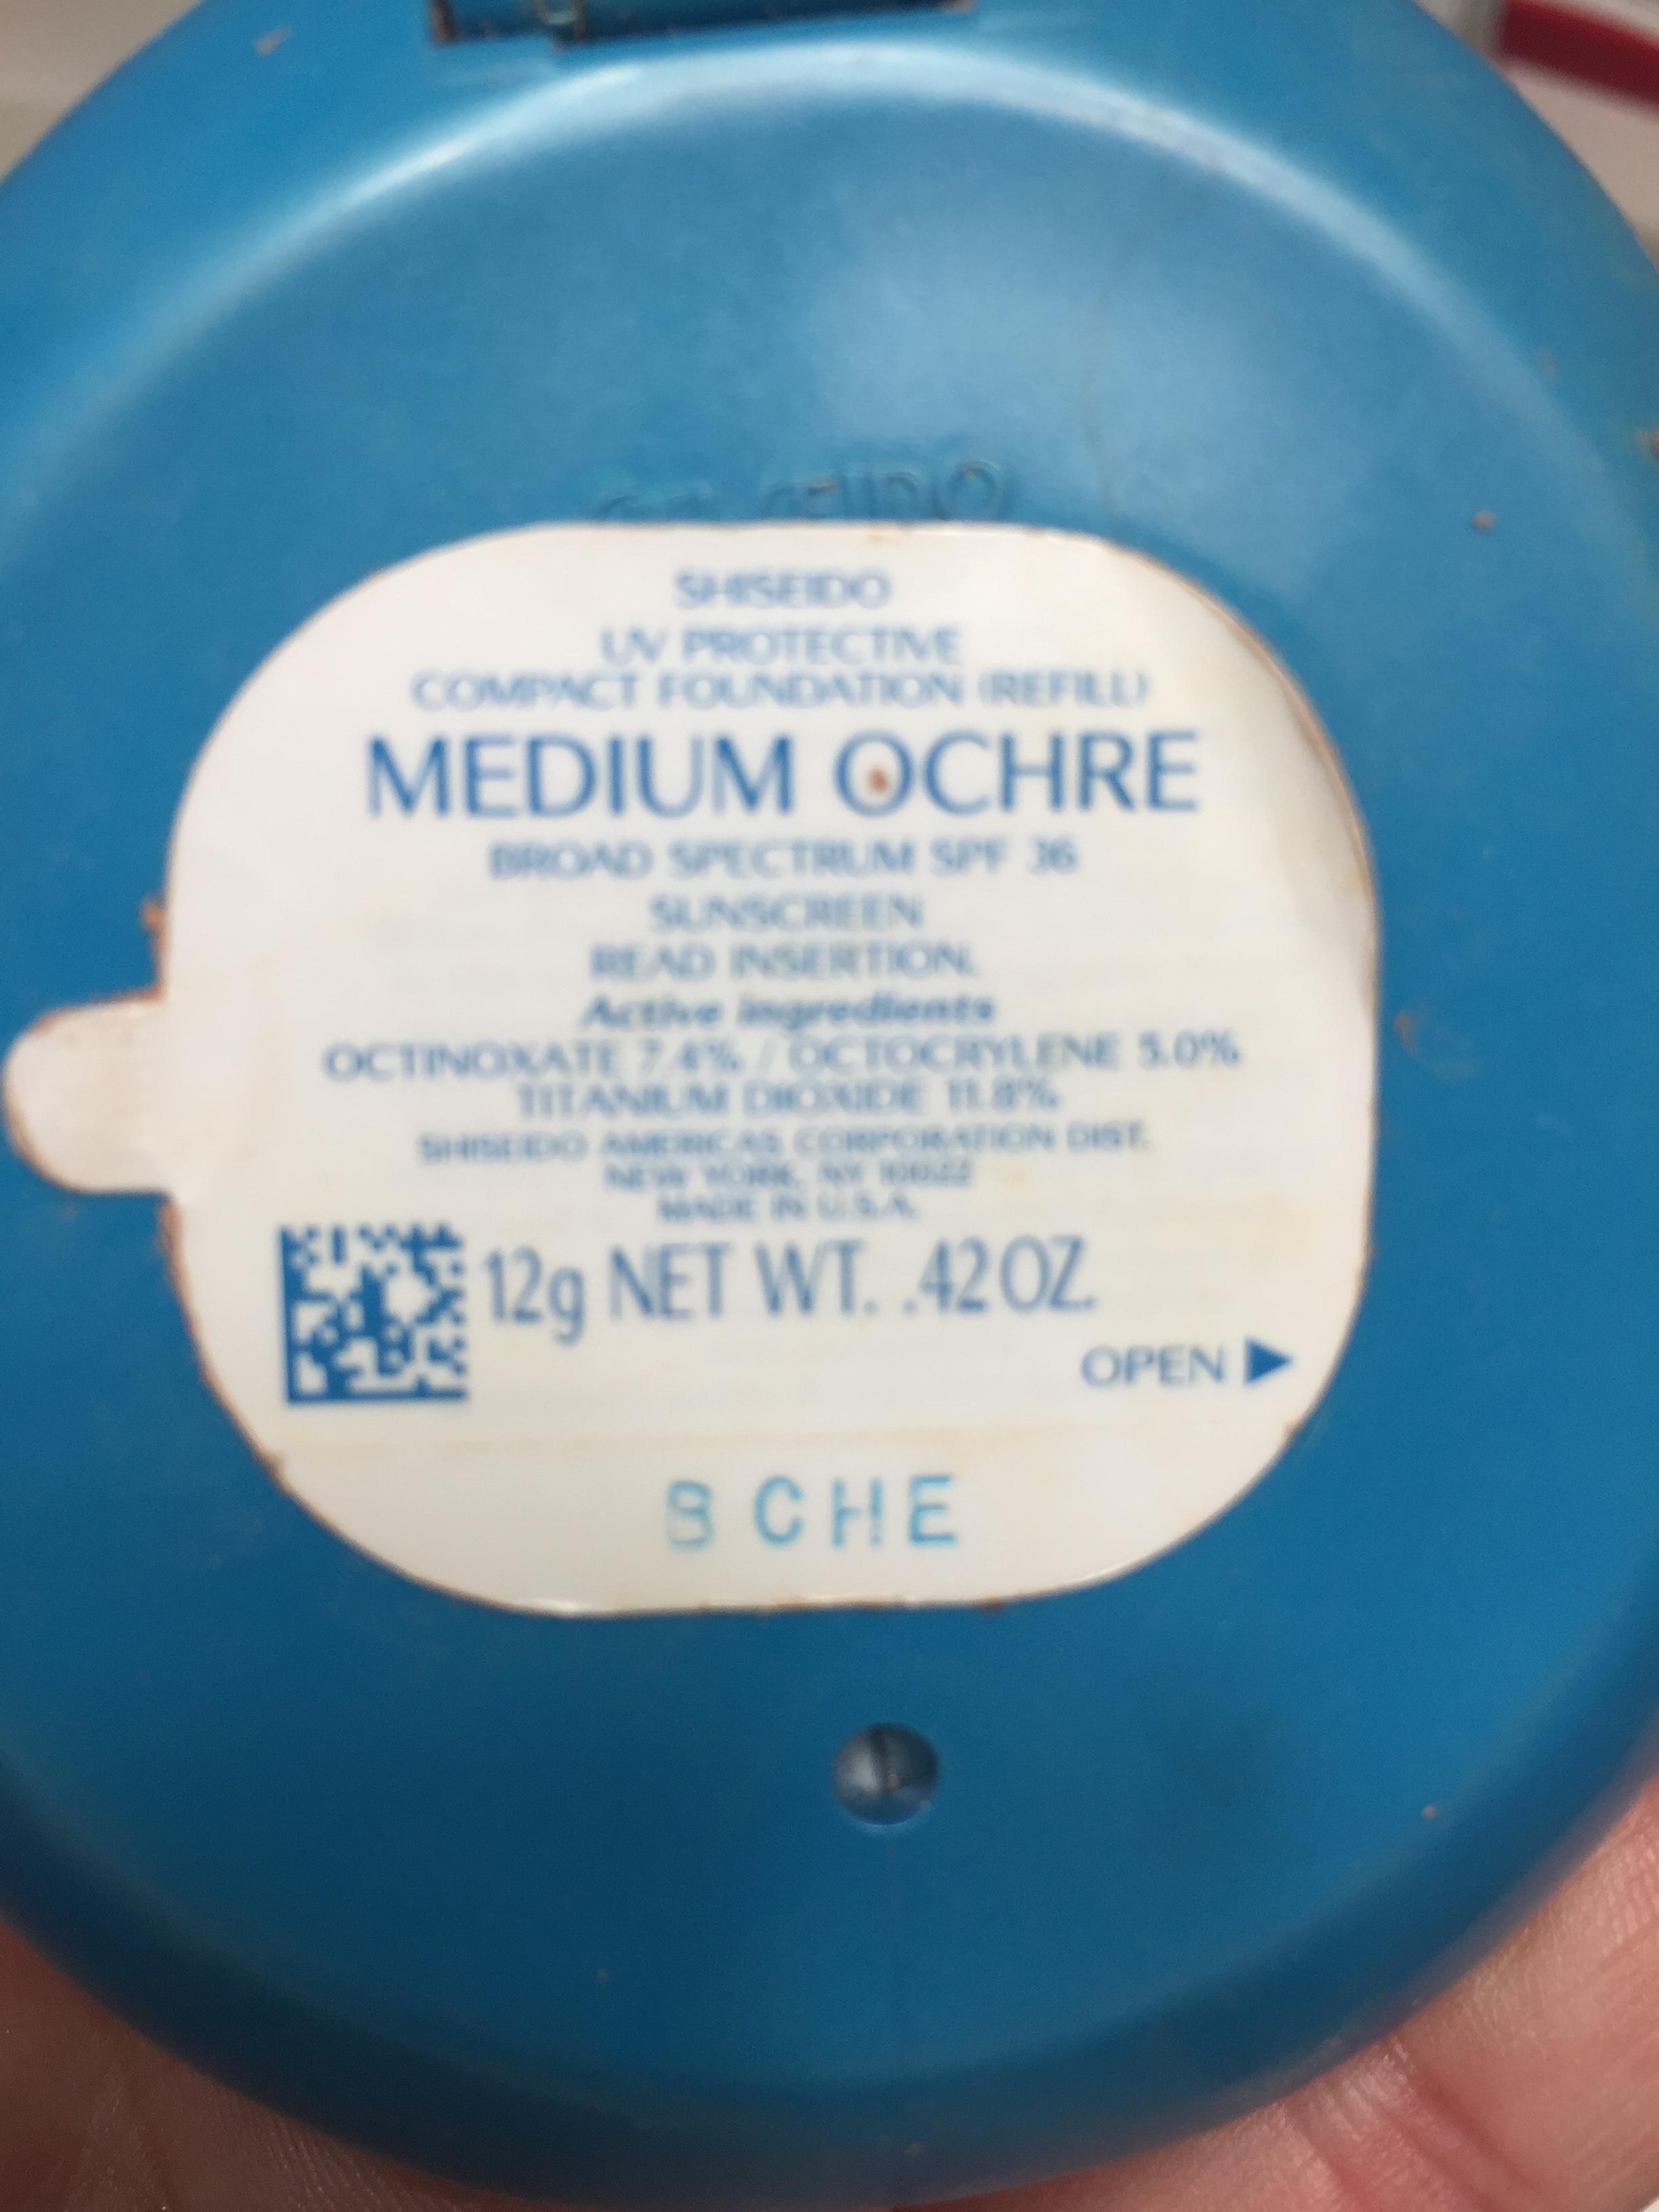 SHISEIDO
SHISEIDO
UV PROTECTIVE
COMPACT FOUNDATION (REFILL)
MEDIUM OCHRE
BROAD SPECTRUM SPF 36
SUNSCREEN
READ INSERTION.
Active ingredients
OCTINOXATE 7.4% / OCTOCRYLENE 5.0%
TITANIUM DIOXIDE 11.8%
SHISEIDO AMERICAS CORPORATION DIST.
NEW YORK, NY 10022
MADE IN U.S.A.
12g NET WT. .42 OZ.
OPEN ▶
B C H E